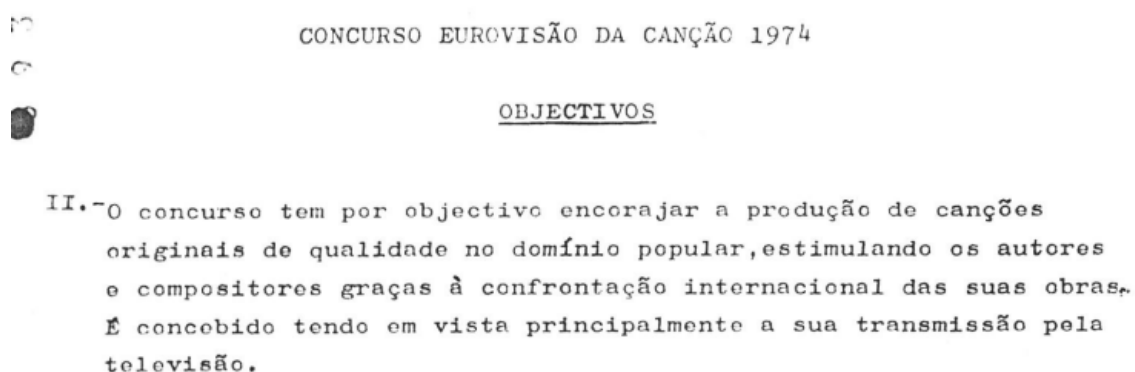 CONCURSO EUROVISÃO DA CANÇÃO 1974
OBJECTIVOS
II.-O concurso tem por objectivo encorajar a produção de canções
originais de qualidade no domínio popular,estimulando os autores
e compositores graças à confrontação internacional das suas obras.
É concebido tendo em vista principalmente a sua transmissão pela
televisão.